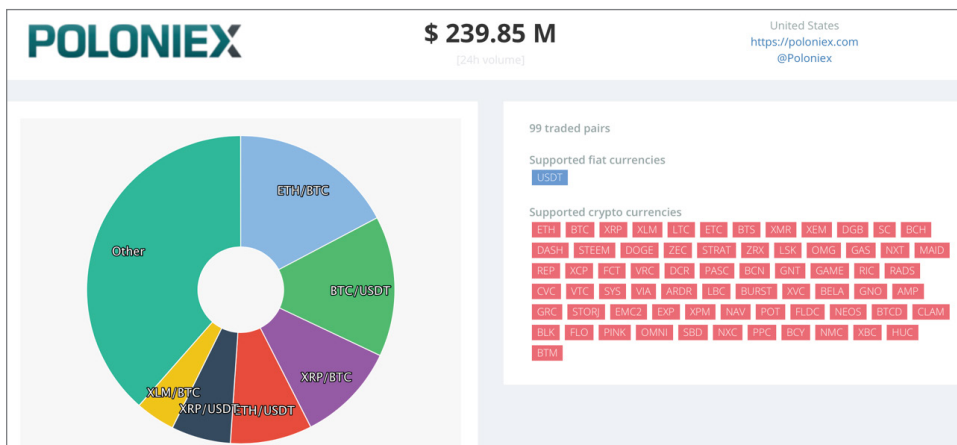 POLONIEX
$ 239.85 M
[24h volume]
United States
https://poloniex.com
@Poloniex
ETH/BTC
Other
BTC/USDT
XRP/BTC
XLM/BTC
XRP/USDT
ETH/USDT
99 traded pairs
Supported fiat currencies
USDT
Supported crypto currencies
ETH BTC XRP XLM LTC ETC BTS XMR XEM DGB SC BCH
DASH STEEM DOGE ZEC STRAT ZRX LSK OMG GAS NXT MAID
REP XCP FCT VRC DCR PASC BCN GNT GAME RIC RADS
CVC VTC SYS VIA ARDR LBC BURST XVC BELA GNO AMP
GRC STORJ EMC2 EXP XPM NAV POT FLDC NEOS BTCD CLAM
BLK FLO PINK OMNI SBD NXC PPC BCY NMC XBC HUC
BTM